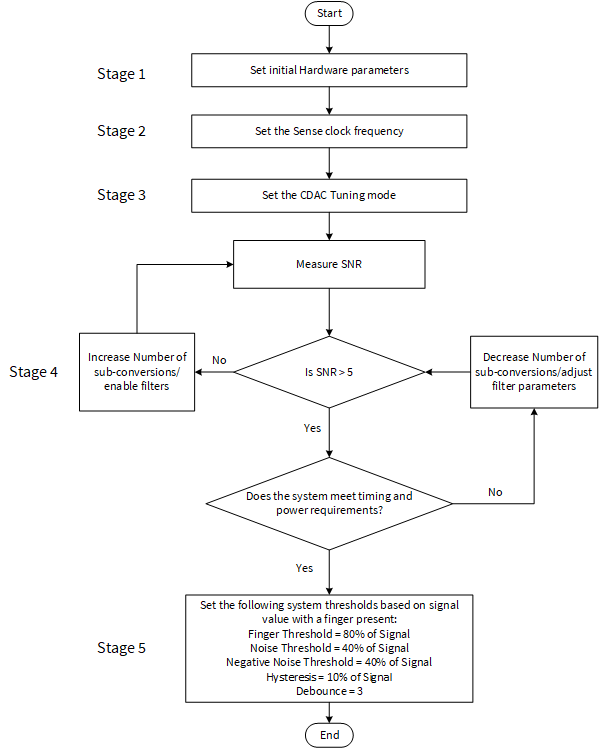 Start
Stage 1
Set initial Hardware parameters
Stage 2
Set the Sense clock frequency
Stage 3
Set the CDAC Tuning mode
Measure SNR
Stage 4
Increase Number of
sub-conversions/
enable filters
No
Is SNR > 5
Decrease Number of
sub-conversions/adjust
filter parameters
Yes
Does the system meet timing and
power requirements?
No
Yes
Stage 5
Set the following system thresholds based on signal
value with a finger present:
Finger Threshold = 80% of Signal
Noise Threshold = 40% of Signal
Negative Noise Threshold = 40% of Signal
Hysteresis = 10% of Signal
Debounce = 3
End